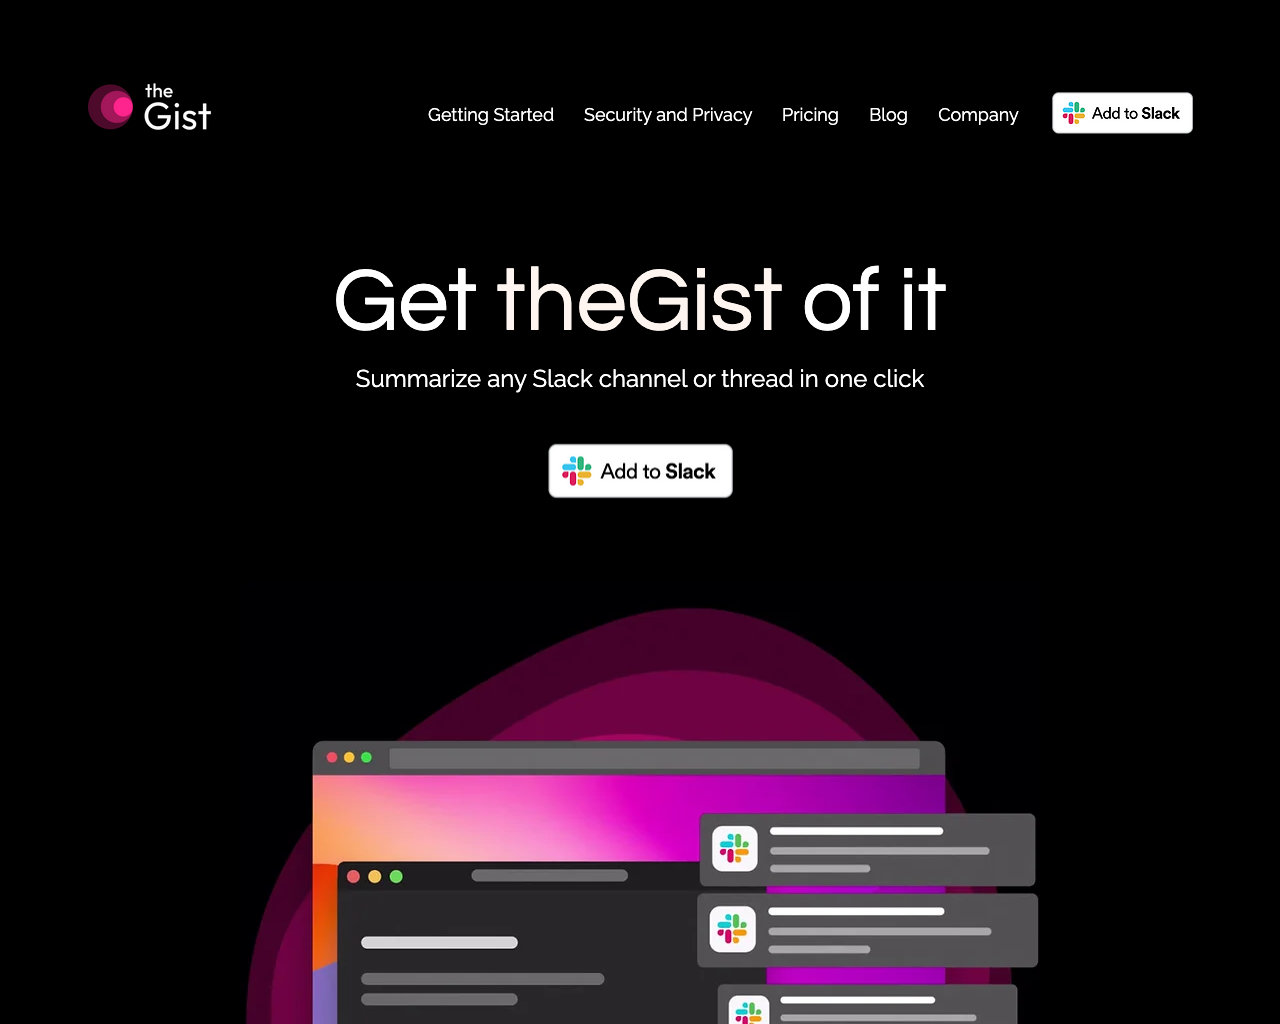 the
Gist
Getting Started
Security and Privacy
Pricing
Blog
Company
Add to Slack
Get theGist of it
Summarize any Slack channel or thread in one click
Add to Slack